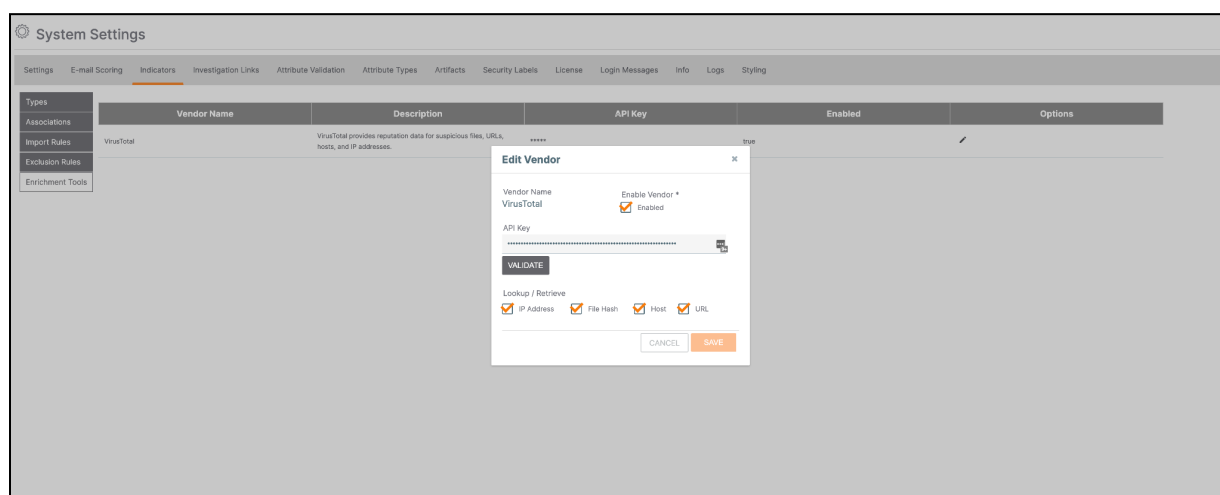 System Settings
Settings E-mail Scoring Indicators Investigation Links Attribute Validation Attribute Types Artifacts Security Labels License Login Messages Info Logs Styling
Types
Associations
Import Rules
Exclusion Rules
Enrichment Tools
Vendor Name Description API Key Enabled Options
VirusTotal VirusTotal provides reputation data for suspicious files, URLs, ***** true
hosts, and IP addresses.
Edit Vendor
Vendor Name Enable Vendor *
VirusTotal Enabled
API Key
VALIDATE
Lookup / Retrieve
IP Address File Hash Host URL
CANCEL SAVE